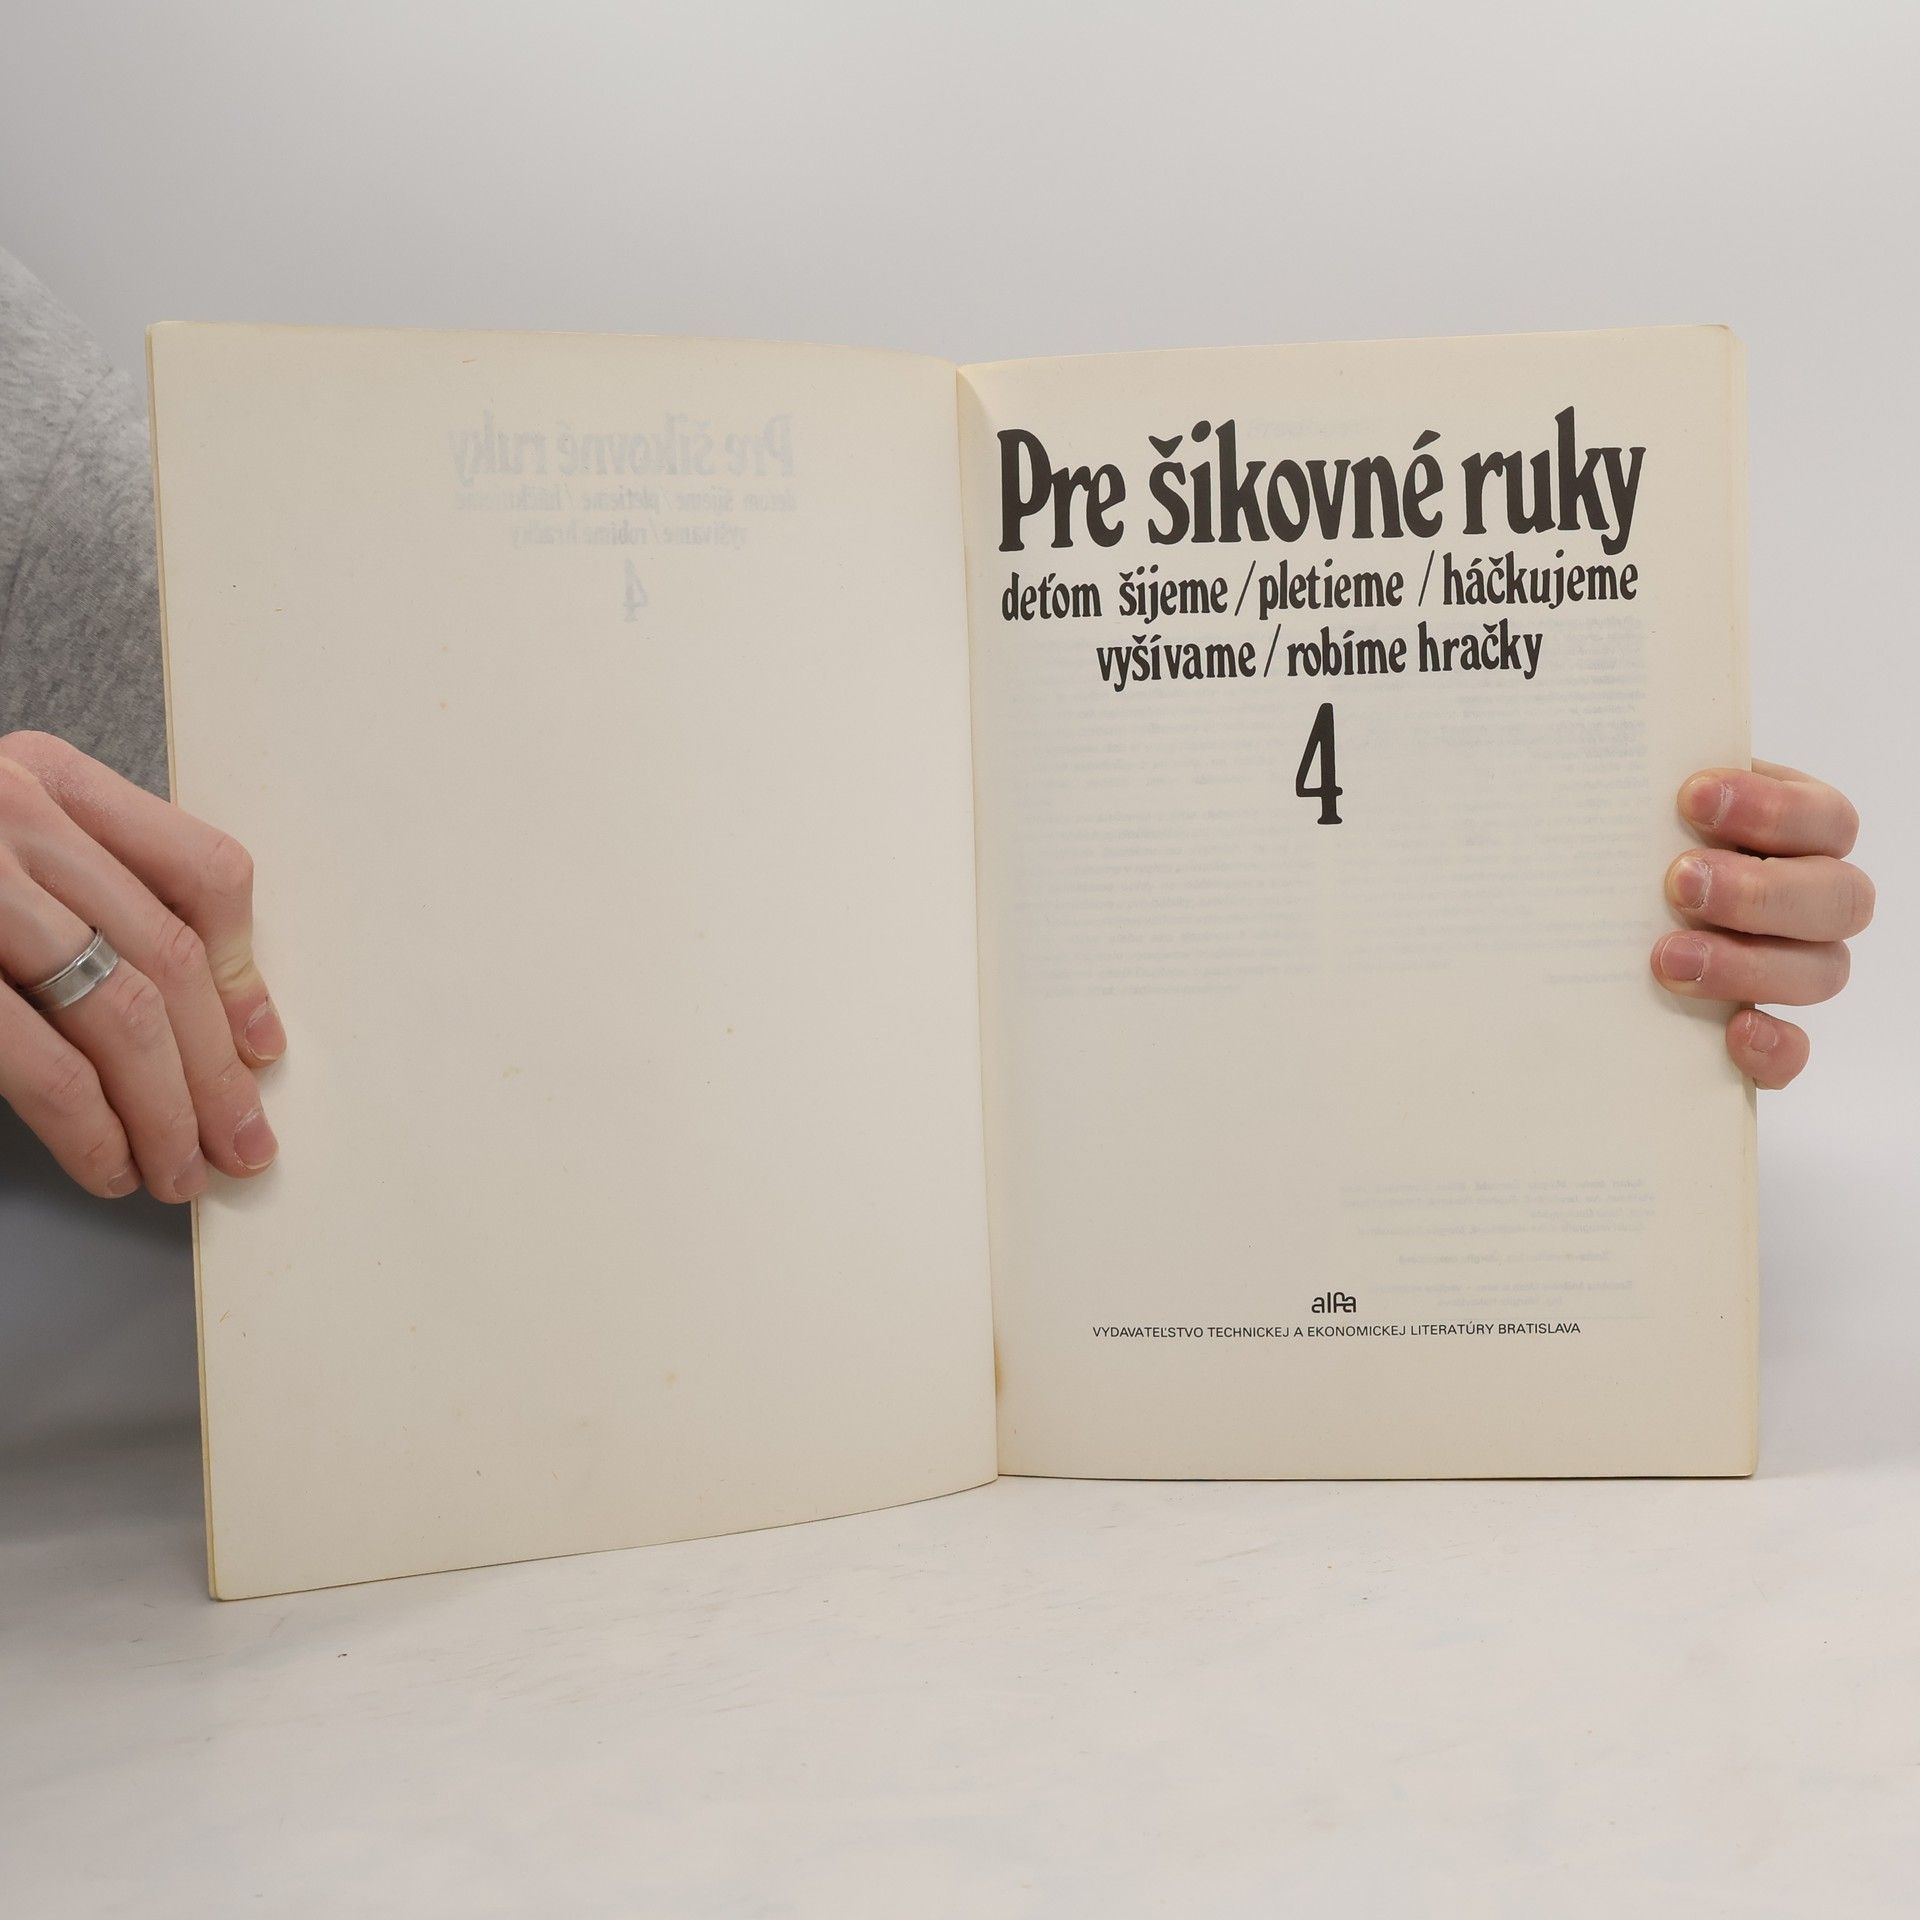 Pre šikovné ruky
deťom šijeme / pletieme / háčkujeme
vyšívame / robíme hračky
4
alfa
VYDAVATEĽSTVO TECHNICKEJ A EKONOMICKEJ LITERATÚRY BRATISLAVA